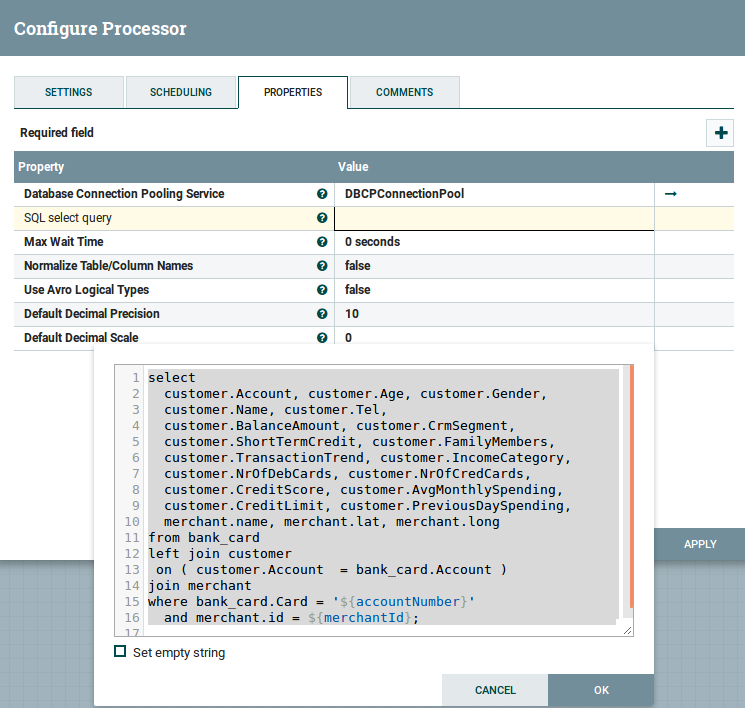 Configure Processor
SETTINGS
SCHEDULING
PROPERTIES
COMMENTS
Required field
Property Value
Database Connection Pooling Service DBCPConnectionPool
SQL select query
Max Wait Time 0 seconds
Normalize Table/Column Names false
Use Avro Logical Types false
Default Decimal Precision 10
Default Decimal Scale 0
1 select
2 customer.Account, customer.Age, customer.Gender,
3 customer.Name, customer.Tel,
4 customer.BalanceAmount, customer.CrmSegment,
5 customer.ShortTermCredit, customer.FamilyMembers,
6 customer.TransactionTrend, customer.IncomeCategory,
7 customer.NrOfDebCards, customer.NrOfCredCards,
8 customer.CreditScore, customer.AvgMonthlySpending,
9 customer.CreditLimit, customer.PreviousDaySpending,
10 merchant.name, merchant.lat, merchant.long
11 from bank_card
12 left join customer
13 on ( customer.Account  = bank_card.Account )
14 join merchant
15 where bank_card.Card = '${accountNumber}'
16 and merchant.id = ${merchantId};
17
APPLY
Set empty string
CANCEL
OK